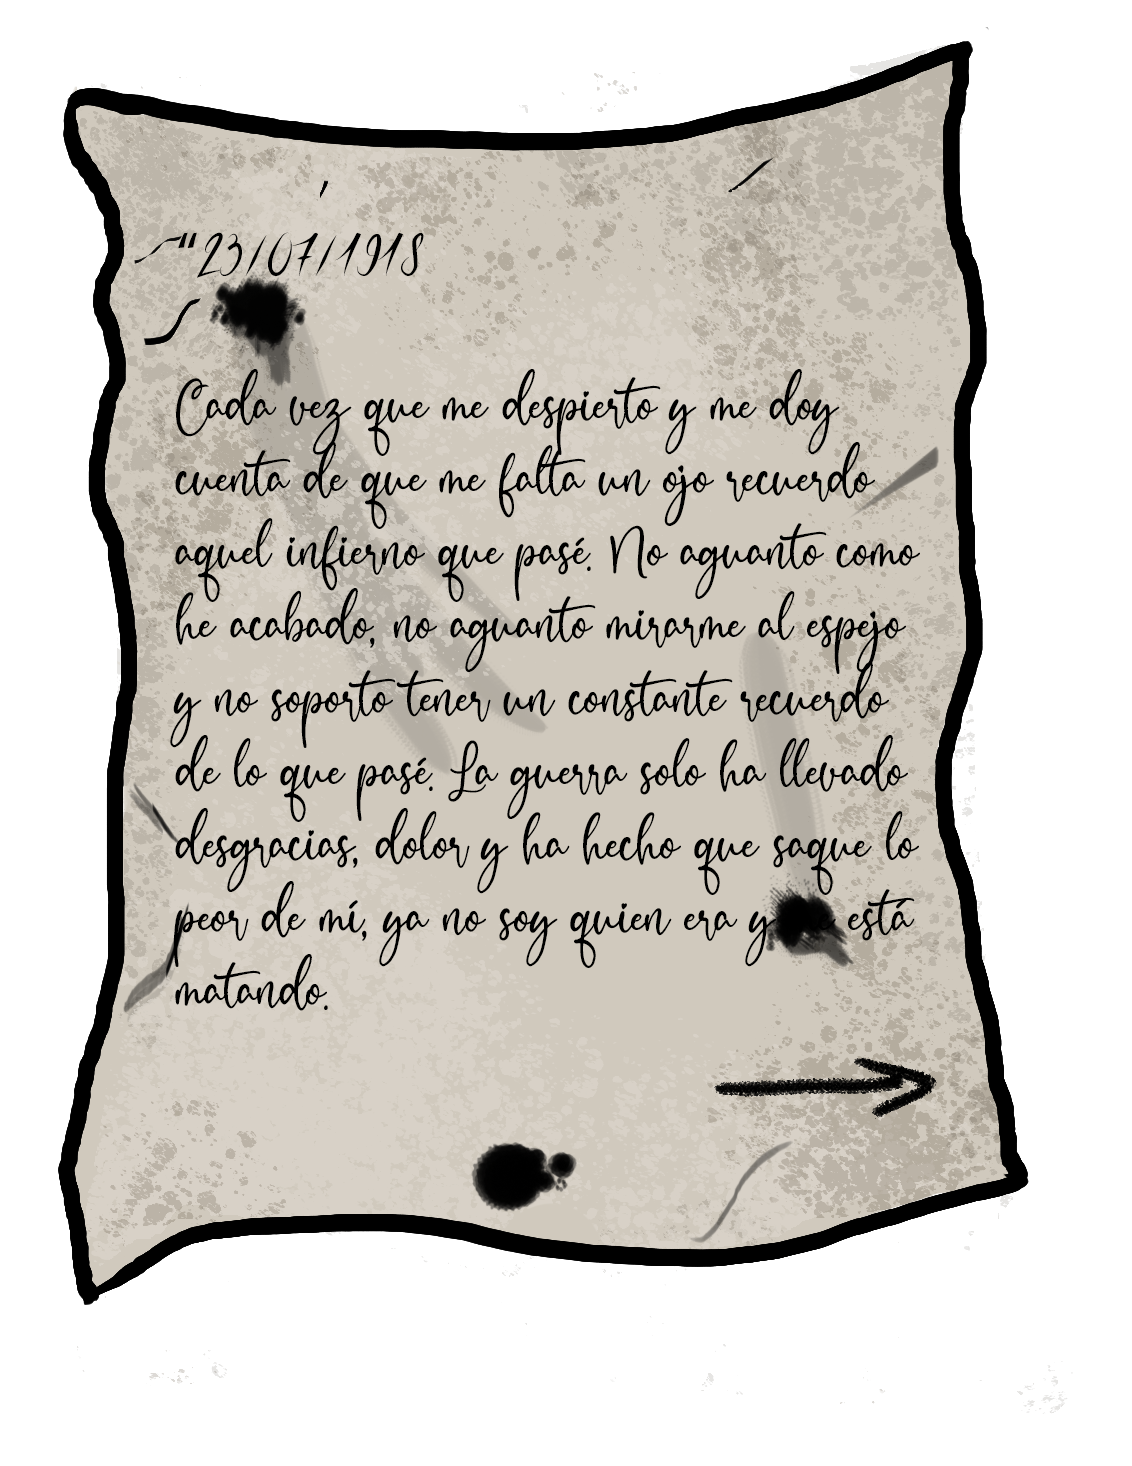 "23/07/1918
Cada vez que me despierto y me doy
cuenta de que me falta un ojo recuerdo
aquel infierno que pasé. No aguanto como
he acabado, no aguanto mirarme al espejo
y no soporto tener un constante recuerdo
de lo que pasé. La guerra solo ha llevado
desgracias, dolor y ha hecho que saque lo
peor de mí, ya no soy quien era y está
matando.